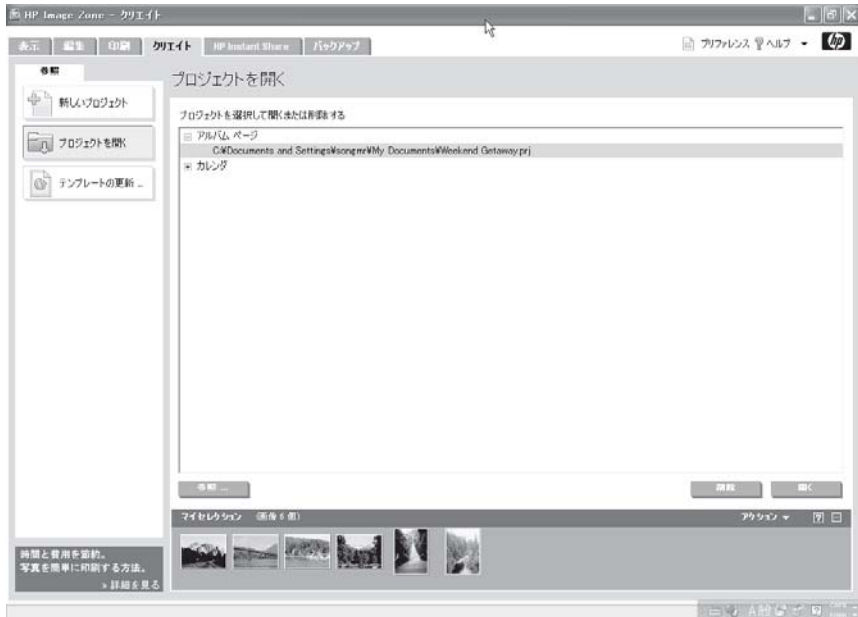 HP Image Zone - クリエイト
表示 編集 印刷 クリエイト HP Instant Share バックアップ
プリファレンス ヘルプ
hp
参照
新しいプロジェクト
プロジェクトを開く
テンプレートの更新 ...
プロジェクトを開く
プロジェクトを選択して開くまたは削除する
アルバム ページ
C:¥Documents and Settings¥songmr¥My Documents¥Weekend Getaway.prj
カレンダ
参照 ...
削除 開く
マイセレクション (画像 6 個)
アクション
時間と費用を節約。
写真を簡単に印刷する方法。
» 詳細を見る